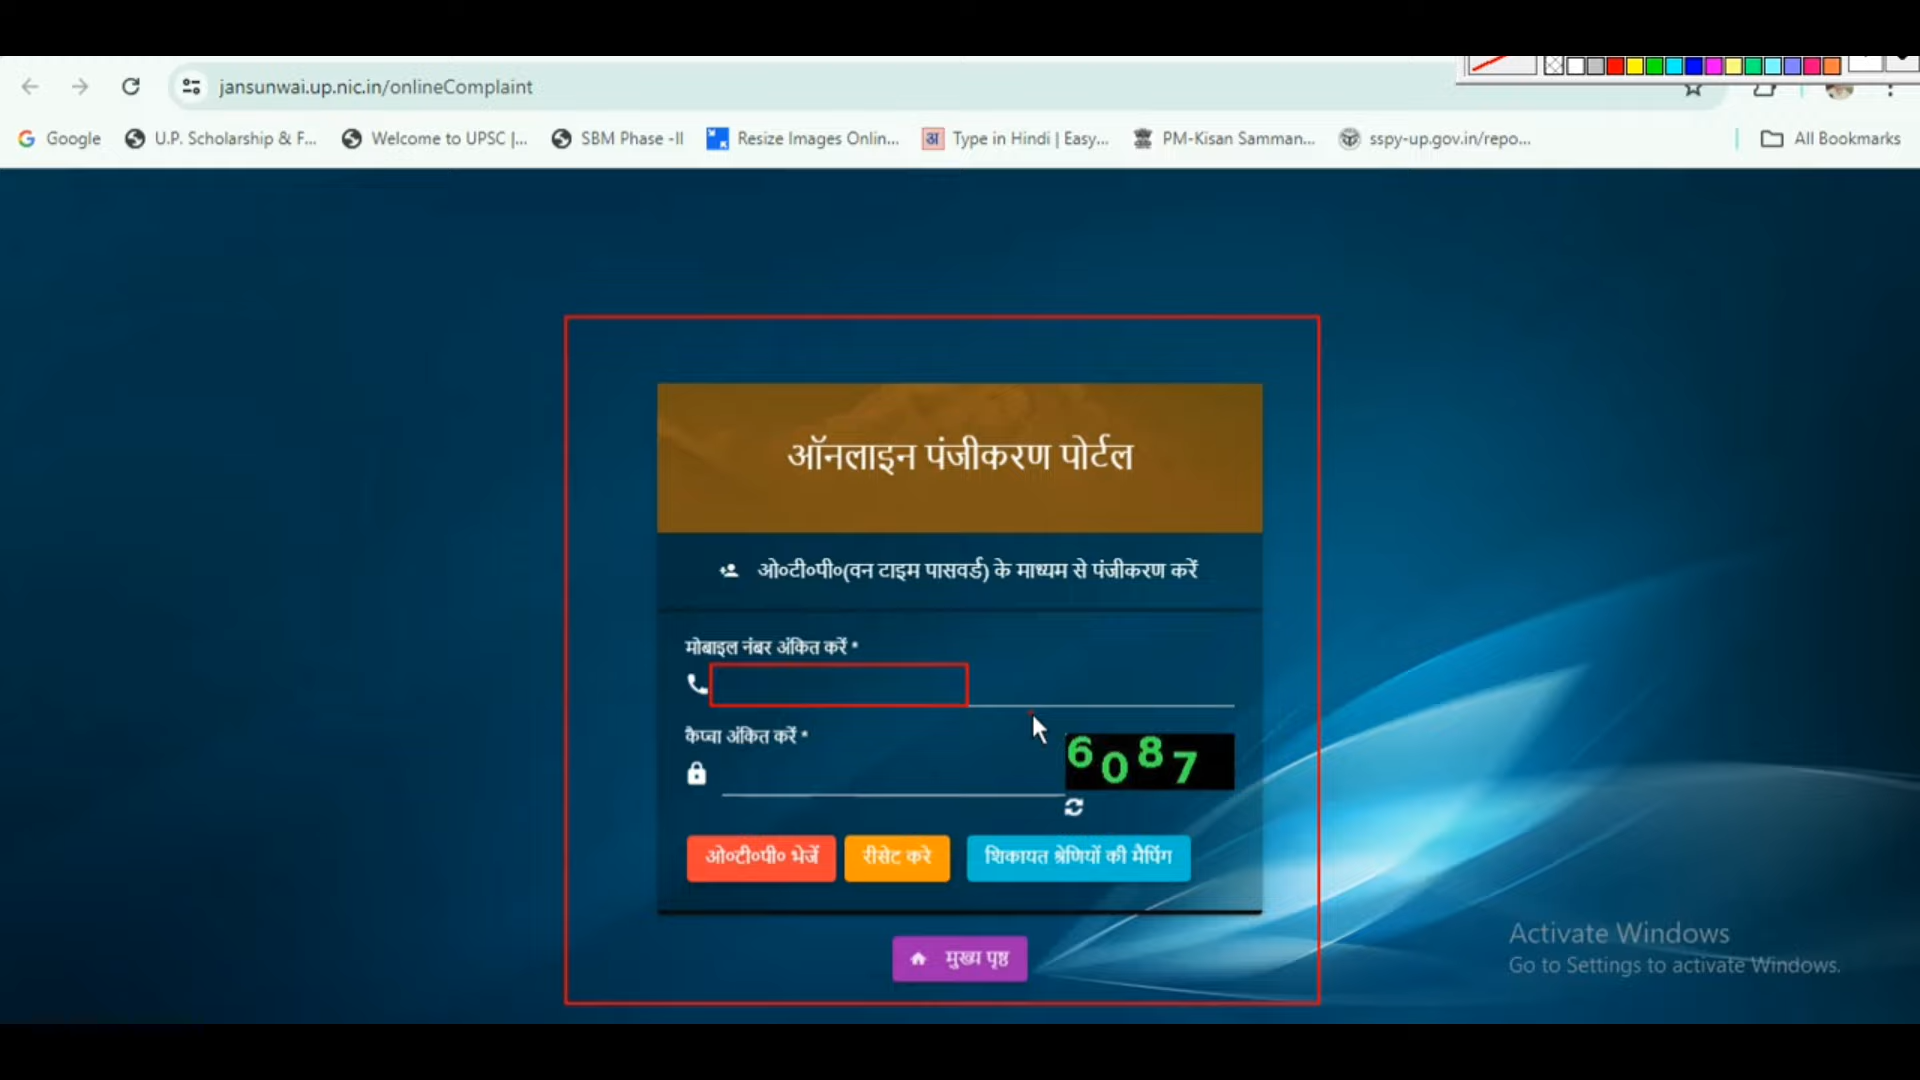 jansunwai.up.nic.in/onlineComplaint
Google
U.P. Scholarship & F...
Welcome to UPSC |...
SBM Phase -II
Resize Images Onlin...
अ
Type in Hindi | Easy...
PM-Kisan Samman...
sspy-up.gov.in/repo...
All Bookmarks
ऑनलाइन पंजीकरण पोर्टल
ओ०टी०पी०(वन टाइम पासवर्ड) के माध्यम से पंजीकरण करें
मोबाइल नंबर अंकित करें *
कैप्चा अंकित करें *
6087
ओ०टी०पी० भेजें
रीसेट करे
शिकायत श्रेणियों की मैपिंग
मुख्य पृष्ठ
Activate Windows
Go to Settings to activate Windows.